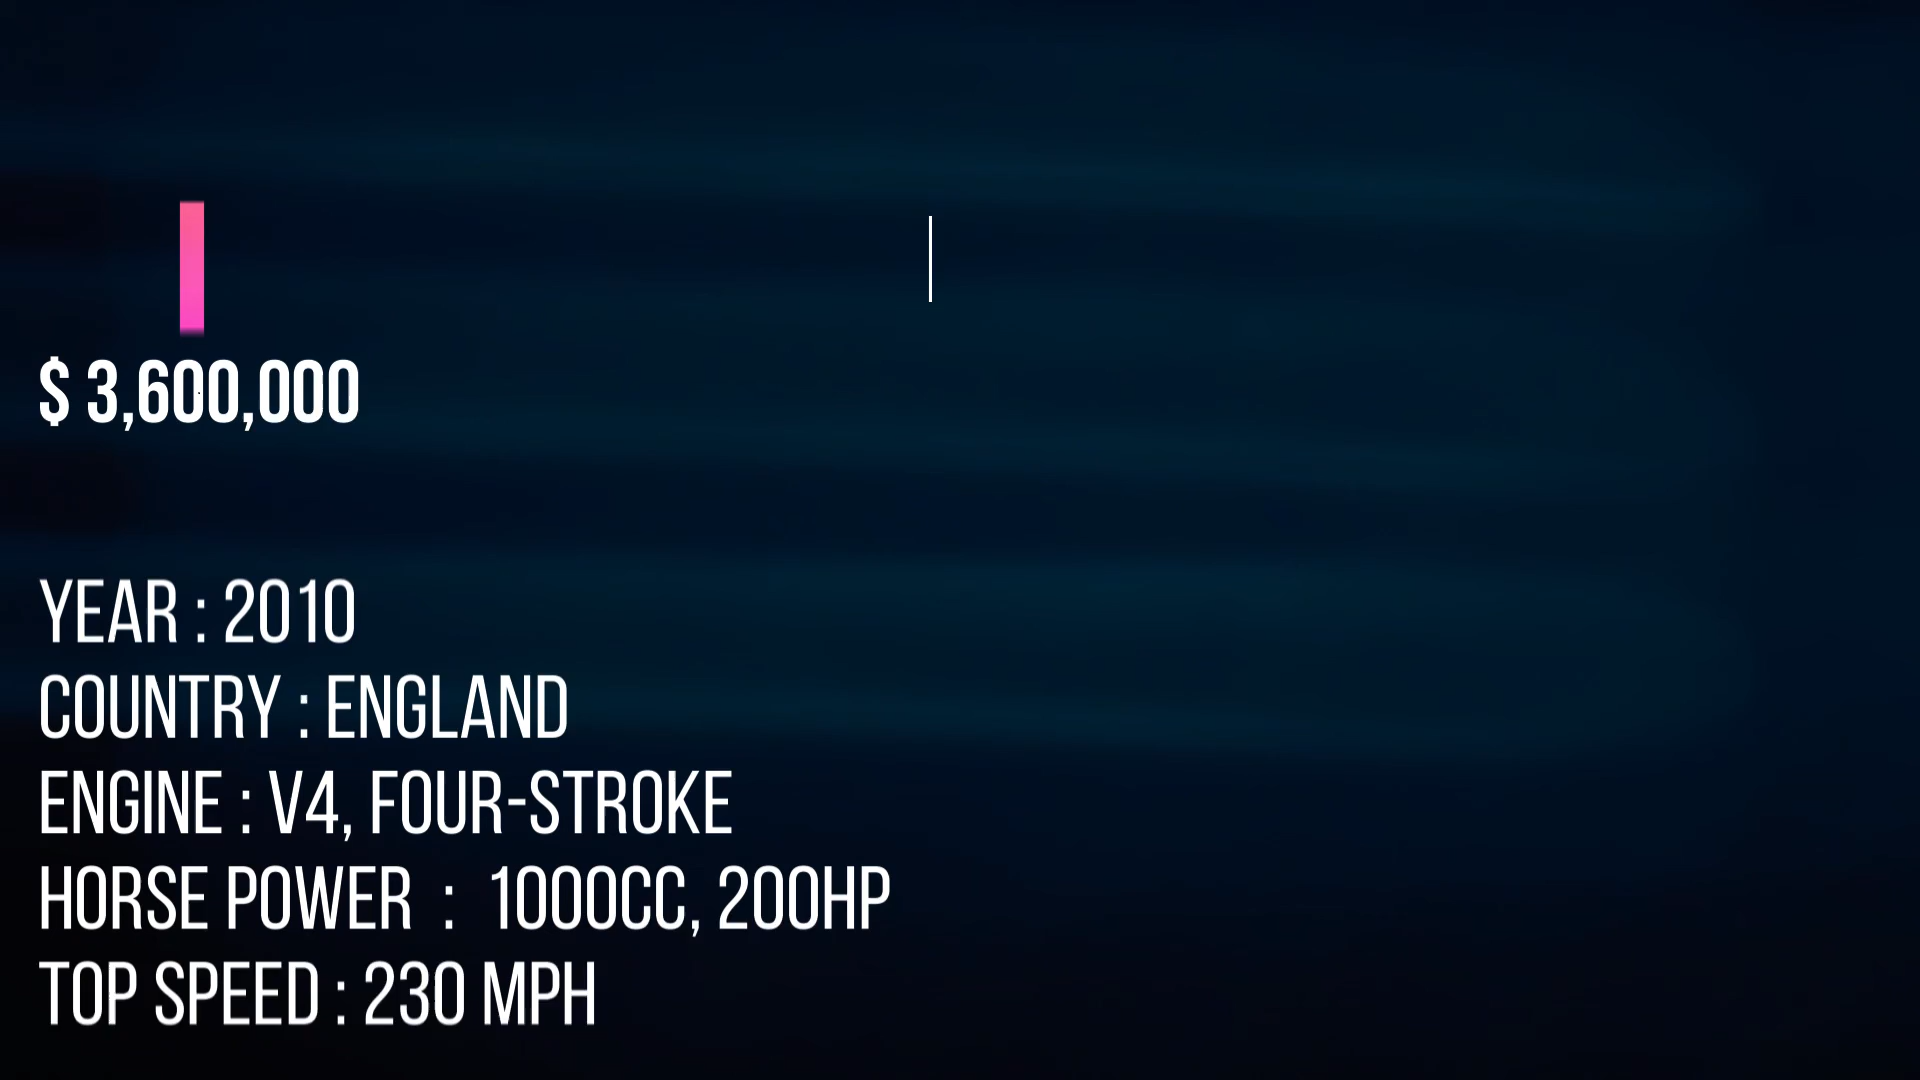 $ 3,600,000
YEAR : 2010
COUNTRY : ENGLAND
ENGINE : V4, FOUR-STROKE
HORSE POWER : 1000CC, 200HP
TOP SPEED : 230 MPH